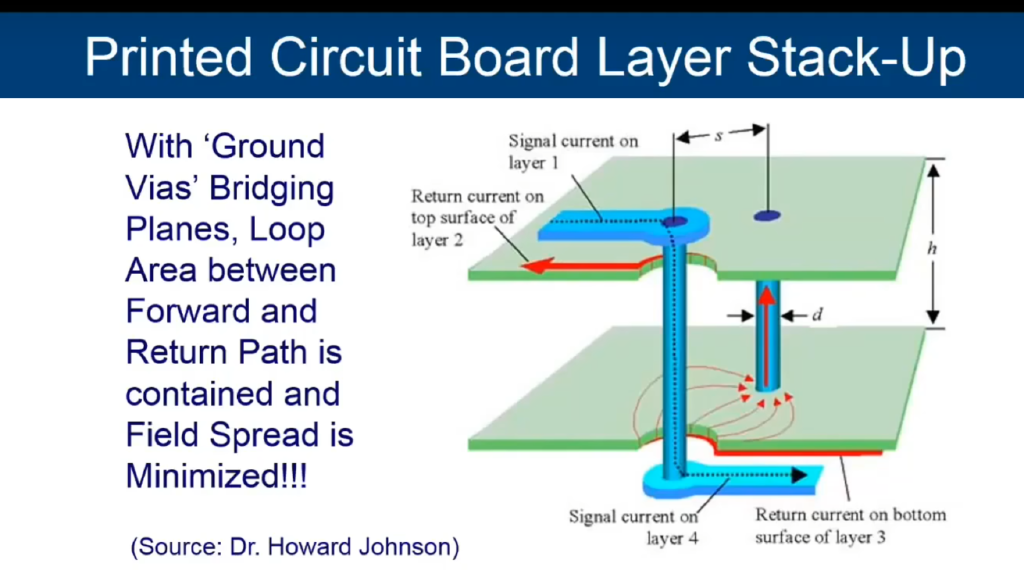 Printed Circuit Board Layer Stack-Up
With ‘Ground
Vias’ Bridging
Planes, Loop
Area between
Forward and
Return Path is
contained and
Field Spread is
Minimized!!!
(Source: Dr. Howard Johnson)
Signal current on
layer 1
Return current on
top surface of
layer 2
s
h
d
Signal current on
layer 4
Return current on bottom
surface of layer 3